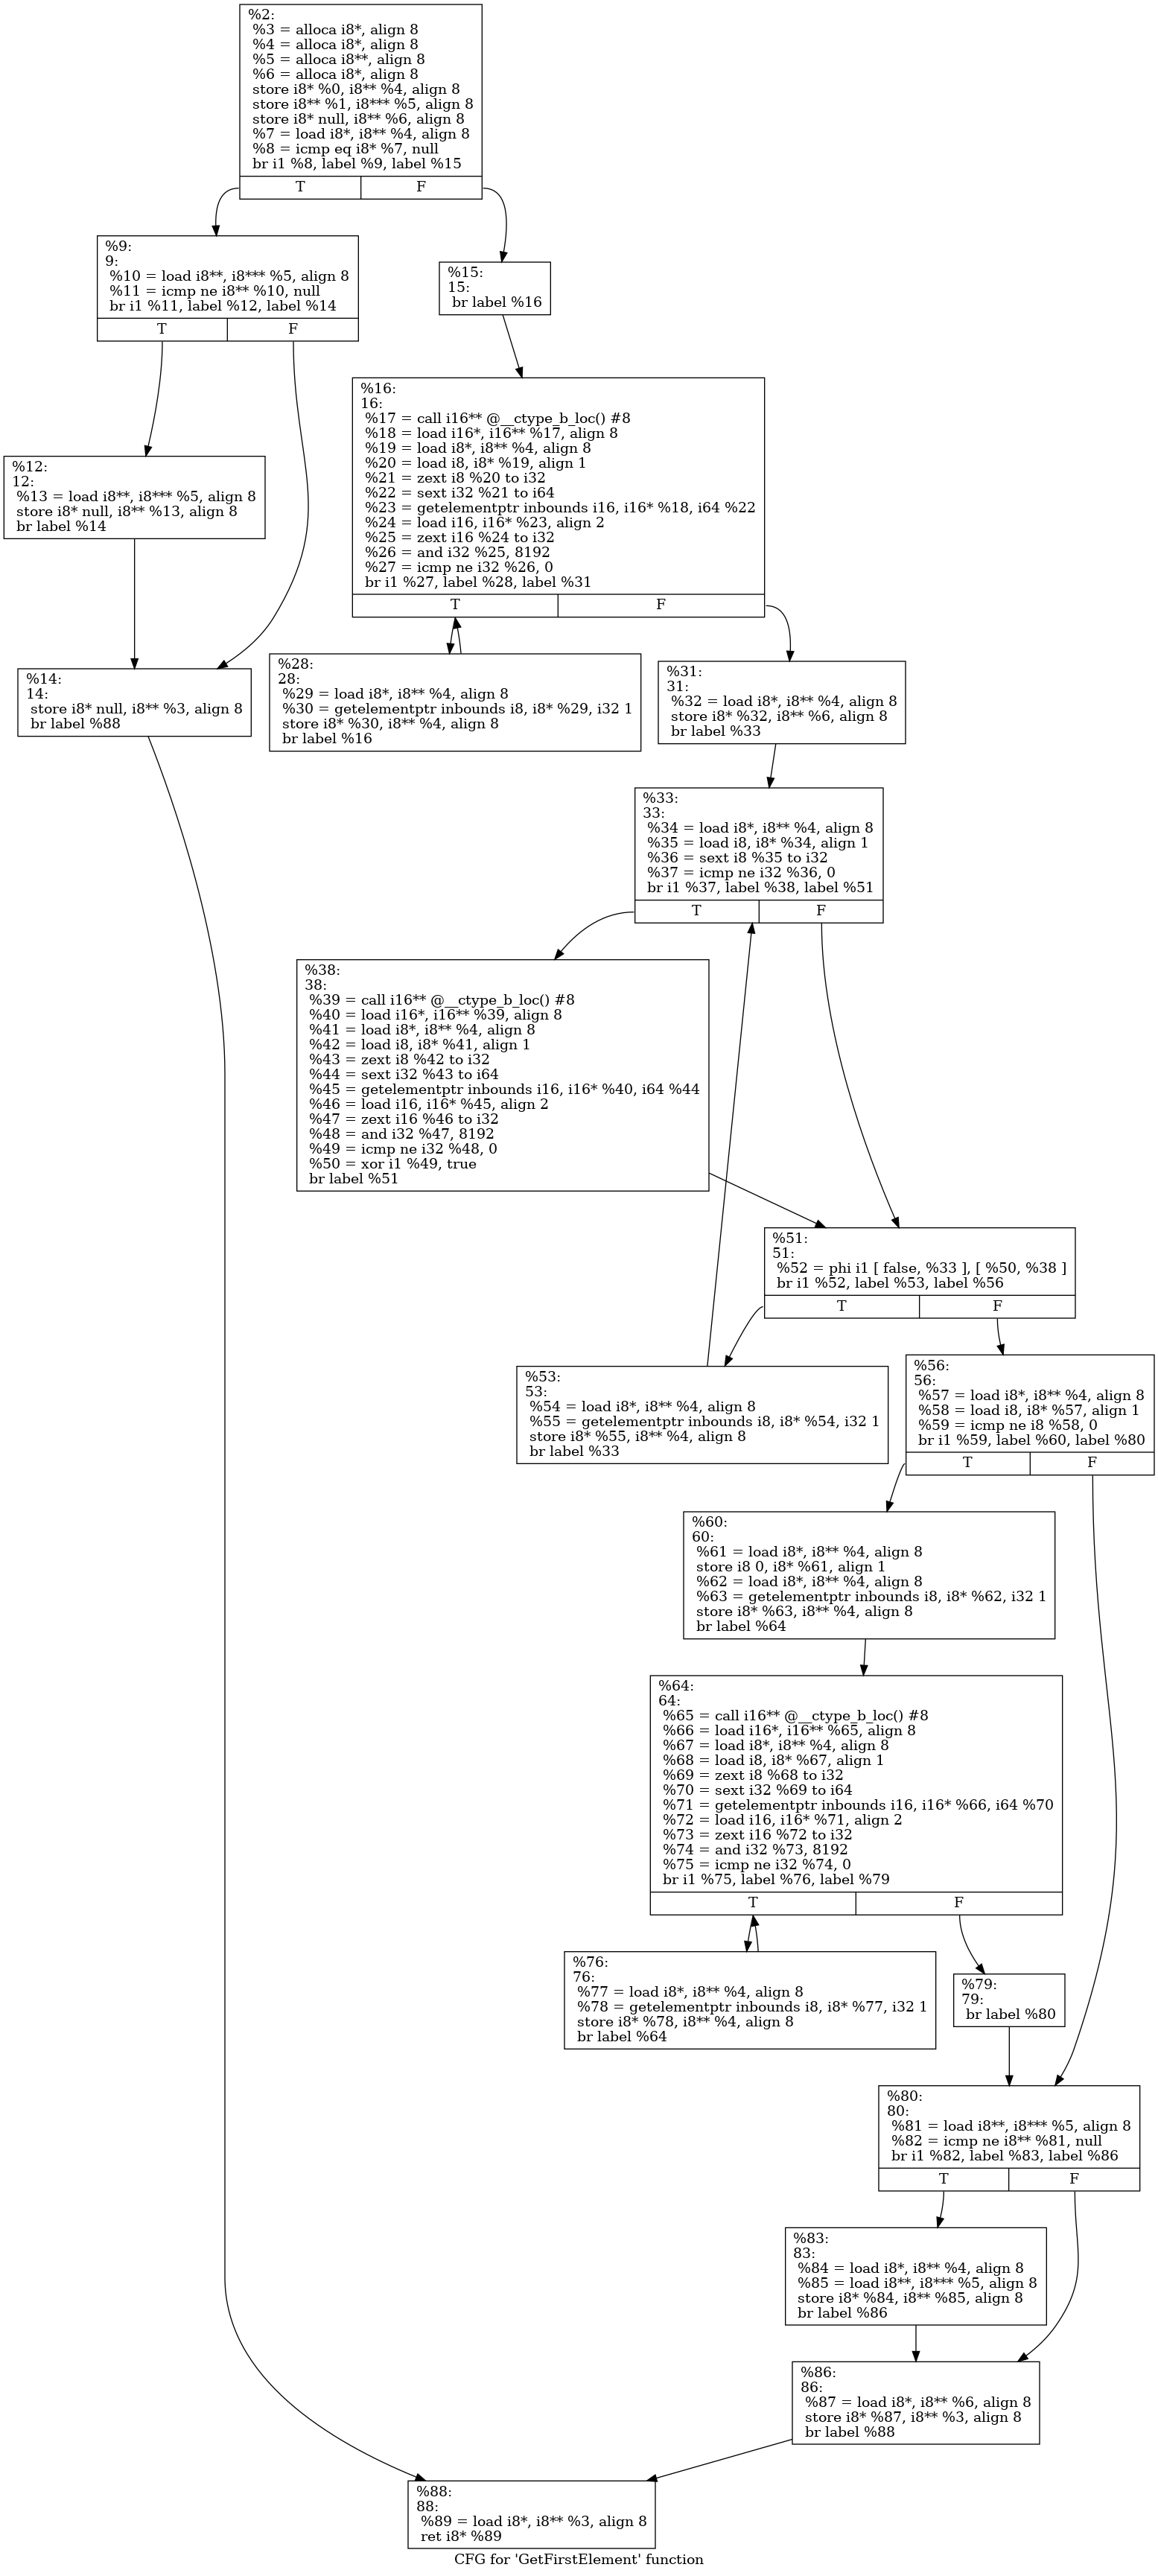 %2:
%3 = alloca i8*, align 8
%4 = alloca i8*, align 8
%5 = alloca i8**, align 8
%6 = alloca i8*, align 8
store i8* %0, i8** %4, align 8
store i8** %1, i8*** %5, align 8
store i8* null, i8** %6, align 8
%7 = load i8*, i8** %4, align 8
%8 = icmp eq i8* %7, null
br i1 %8, label %9, label %15
T F
%9:
9:
%10 = load i8**, i8*** %5, align 8
%11 = icmp ne i8** %10, null
br i1 %11, label %12, label %14
T F
%15:
15:
br label %16
%16:
16:
%17 = call i16** @__ctype_b_loc() #8
%18 = load i16*, i16** %17, align 8
%19 = load i8*, i8** %4, align 8
%20 = load i8, i8* %19, align 1
%21 = zext i8 %20 to i32
%22 = sext i32 %21 to i64
%23 = getelementptr inbounds i16, i16* %18, i64 %22
%24 = load i16, i16* %23, align 2
%25 = zext i16 %24 to i32
%26 = and i32 %25, 8192
%27 = icmp ne i32 %26, 0
br i1 %27, label %28, label %31
T F
%12:
12:
%13 = load i8**, i8*** %5, align 8
store i8* null, i8** %13, align 8
br label %14
%14:
14:
store i8* null, i8** %3, align 8
br label %88
%28:
28:
%29 = load i8*, i8** %4, align 8
%30 = getelementptr inbounds i8, i8* %29, i32 1
store i8* %30, i8** %4, align 8
br label %16
%31:
31:
%32 = load i8*, i8** %4, align 8
store i8* %32, i8** %6, align 8
br label %33
%33:
33:
%34 = load i8*, i8** %4, align 8
%35 = load i8, i8* %34, align 1
%36 = sext i8 %35 to i32
%37 = icmp ne i32 %36, 0
br i1 %37, label %38, label %51
T F
%38:
38:
%39 = call i16** @__ctype_b_loc() #8
%40 = load i16*, i16** %39, align 8
%41 = load i8*, i8** %4, align 8
%42 = load i8, i8* %41, align 1
%43 = zext i8 %42 to i32
%44 = sext i32 %43 to i64
%45 = getelementptr inbounds i16, i16* %40, i64 %44
%46 = load i16, i16* %45, align 2
%47 = zext i16 %46 to i32
%48 = and i32 %47, 8192
%49 = icmp ne i32 %48, 0
%50 = xor i1 %49, true
br label %51
%51:
51:
%52 = phi i1 [ false, %33 ], [ %50, %38 ]
br i1 %52, label %53, label %56
T F
%53:
53:
%54 = load i8*, i8** %4, align 8
%55 = getelementptr inbounds i8, i8* %54, i32 1
store i8* %55, i8** %4, align 8
br label %33
%56:
56:
%57 = load i8*, i8** %4, align 8
%58 = load i8, i8* %57, align 1
%59 = icmp ne i8 %58, 0
br i1 %59, label %60, label %80
T F
%60:
60:
%61 = load i8*, i8** %4, align 8
store i8 0, i8* %61, align 1
%62 = load i8*, i8** %4, align 8
%63 = getelementptr inbounds i8, i8* %62, i32 1
store i8* %63, i8** %4, align 8
br label %64
%64:
64:
%65 = call i16** @__ctype_b_loc() #8
%66 = load i16*, i16** %65, align 8
%67 = load i8*, i8** %4, align 8
%68 = load i8, i8* %67, align 1
%69 = zext i8 %68 to i32
%70 = sext i32 %69 to i64
%71 = getelementptr inbounds i16, i16* %66, i64 %70
%72 = load i16, i16* %71, align 2
%73 = zext i16 %72 to i32
%74 = and i32 %73, 8192
%75 = icmp ne i32 %74, 0
br i1 %75, label %76, label %79
T F
%76:
76:
%77 = load i8*, i8** %4, align 8
%78 = getelementptr inbounds i8, i8* %77, i32 1
store i8* %78, i8** %4, align 8
br label %64
%79:
79:
br label %80
%80:
80:
%81 = load i8**, i8*** %5, align 8
%82 = icmp ne i8** %81, null
br i1 %82, label %83, label %86
T F
%83:
83:
%84 = load i8*, i8** %4, align 8
%85 = load i8**, i8*** %5, align 8
store i8* %84, i8** %85, align 8
br label %86
%86:
86:
%87 = load i8*, i8** %6, align 8
store i8* %87, i8** %3, align 8
br label %88
%88:
88:
%89 = load i8*, i8** %3, align 8
ret i8* %89
CFG for 'GetFirstElement' function